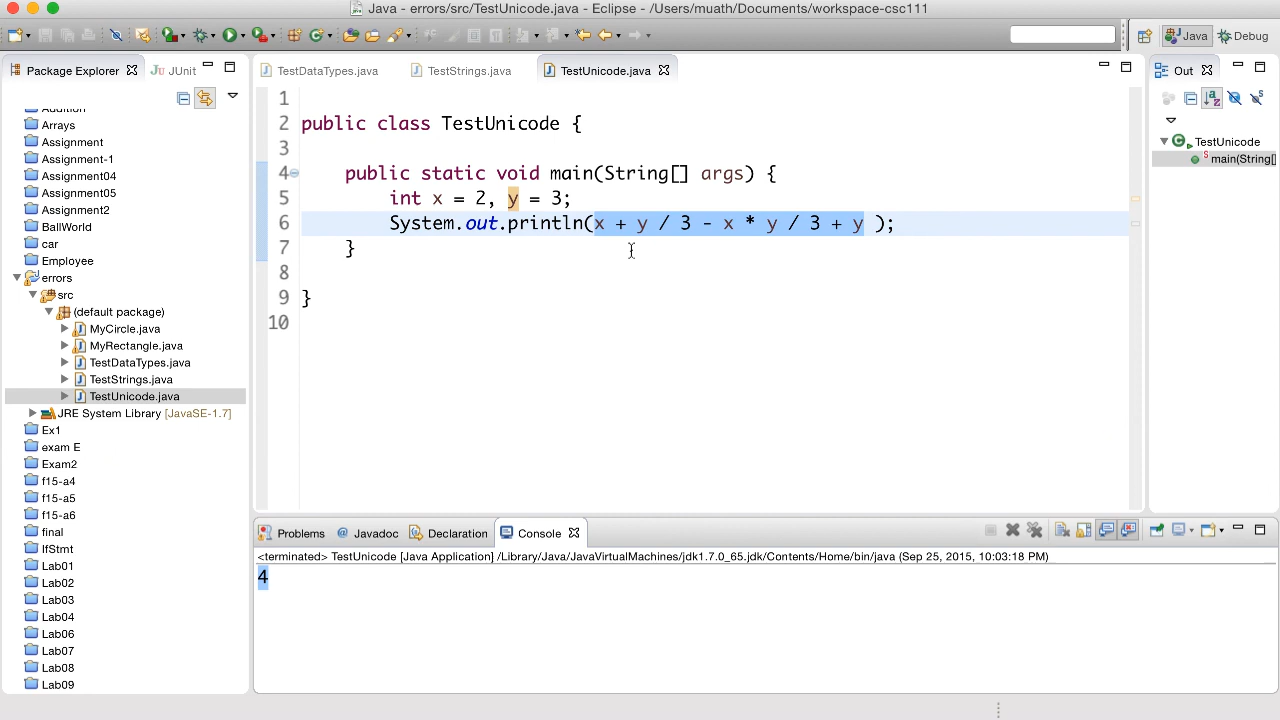 Java - errors/src/TestUnicode.java - Eclipse - /Users/muath/Documents/workspace-csc111
Java
Debug
Package Explorer
JUnit
Addition
Arrays
Assignment
Assignment-1
Assignment04
Assignment05
Assignment2
BallWorld
car
Employee
errors
src
(default package)
MyCircle.java
MyRectangle.java
TestDataTypes.java
TestStrings.java
TestUnicode.java
JRE System Library [JavaSE-1.7]
Ex1
exam E
Exam2
f15-a4
f15-a5
f15-a6
final
IfStmt
Lab01
Lab02
Lab03
Lab04
Lab06
Lab07
Lab08
Lab09
TestDataTypes.java
TestStrings.java
TestUnicode.java
1
2 public class TestUnicode {
3
4 public static void main(String[] args) {
5 int x = 2, y = 3;
6 System.out.println(x + y / 3 - x * y / 3 + y );
7 }
8
9 }
10
Out
TestUnicode
main(String[]
Problems
@ Javadoc
Declaration
Console
<terminated> TestUnicode [Java Application] /Library/Java/JavaVirtualMachines/jdk1.7.0_65.jdk/Contents/Home/bin/java (Sep 25, 2015, 10:03:18 PM)
4